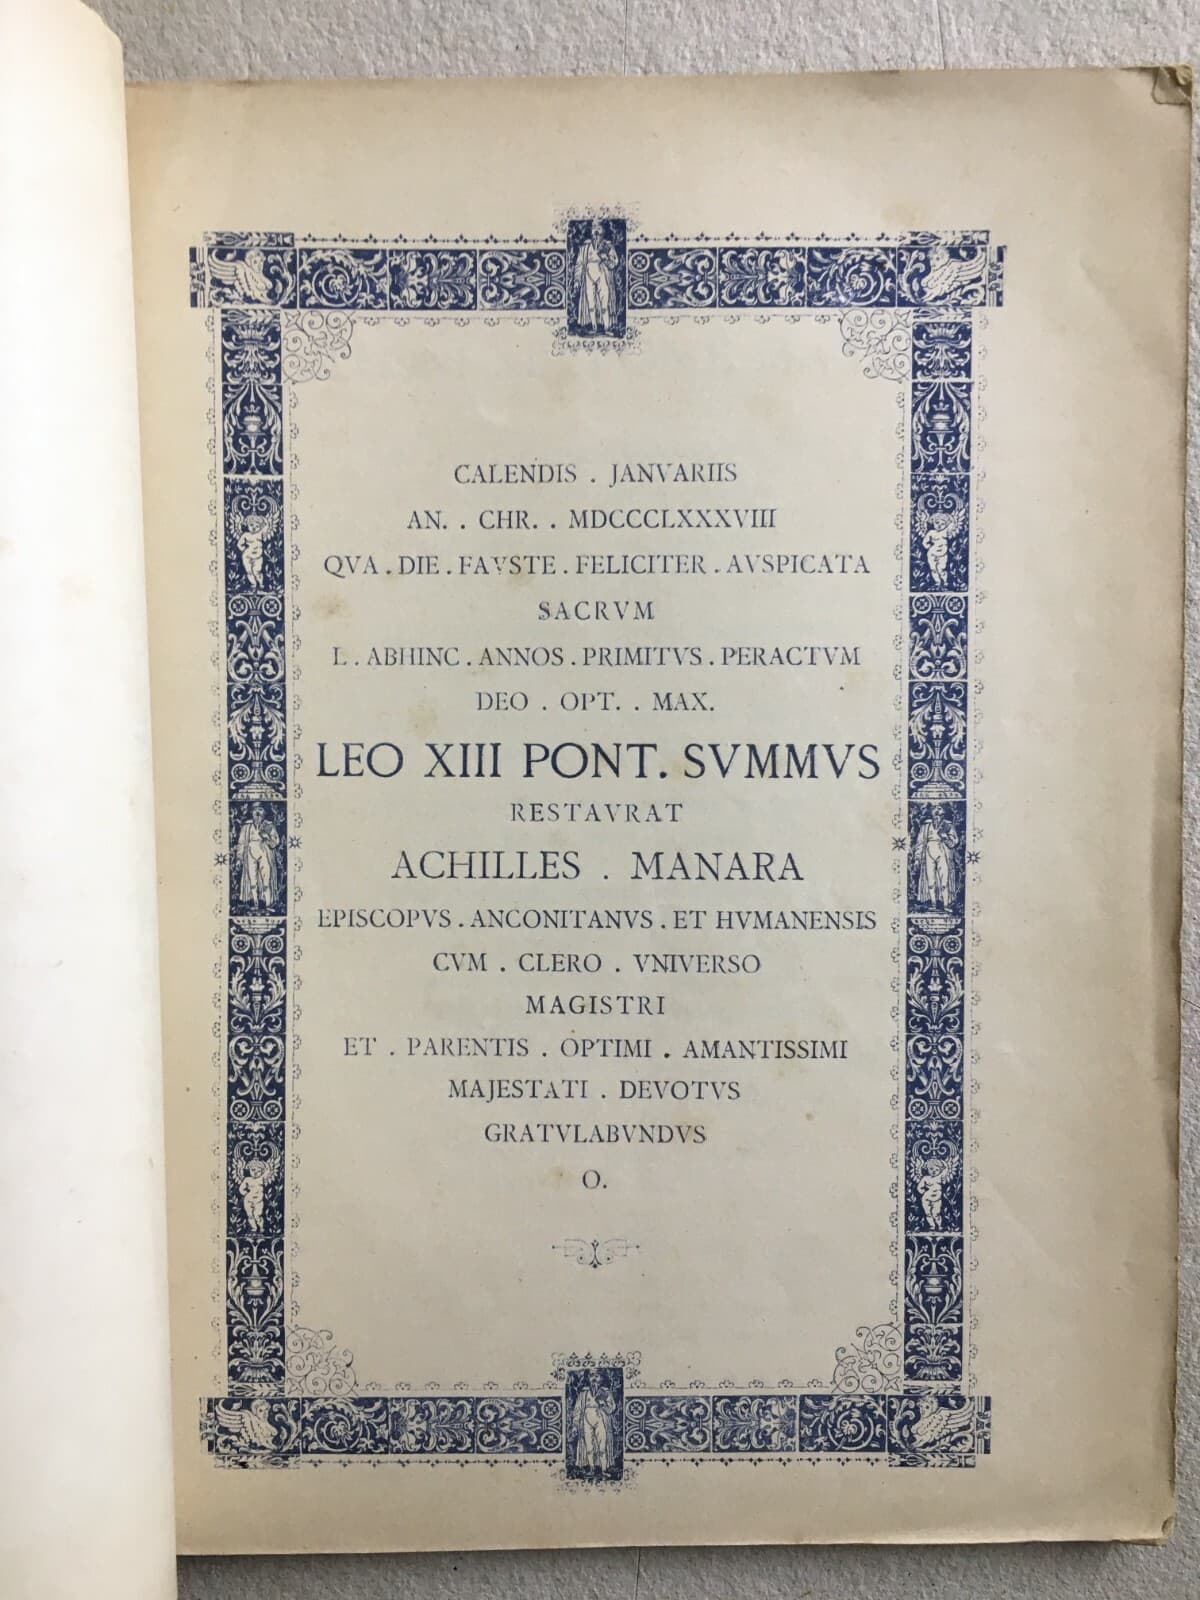 CALENDIS . JANVARIIS
AN. . CHR. . MDCCCLXXXVIII
QVA . DIE . FAVSTE . FELICITER . AVSPICATA
SACRVM
L . ABHINC . ANNOS . PRIMITVS . PERACTVM
DEO . OPT. . MAX.
LEO XIII PONT. SVMMVS
RESTAVRAT
ACHILLES . MANARA
EPISCOPVS . ANCONITANVS . ET HVMANENSIS
CVM . CLERO . VNIVERSO
MAGISTRI
ET . PARENTIS . OPTIMI . AMANTISSIMI
MAJESTATI . DEVOTVS
GRATVLABVNDVS
O.